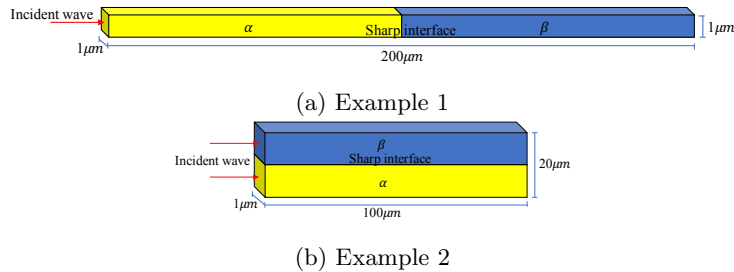 Incident wave
α
Sharp interface
β
1μm
1μm
200μm
(a) Example 1
β
Sharp interface
Incident wave
α
20μm
1μm
100μm
(b) Example 2